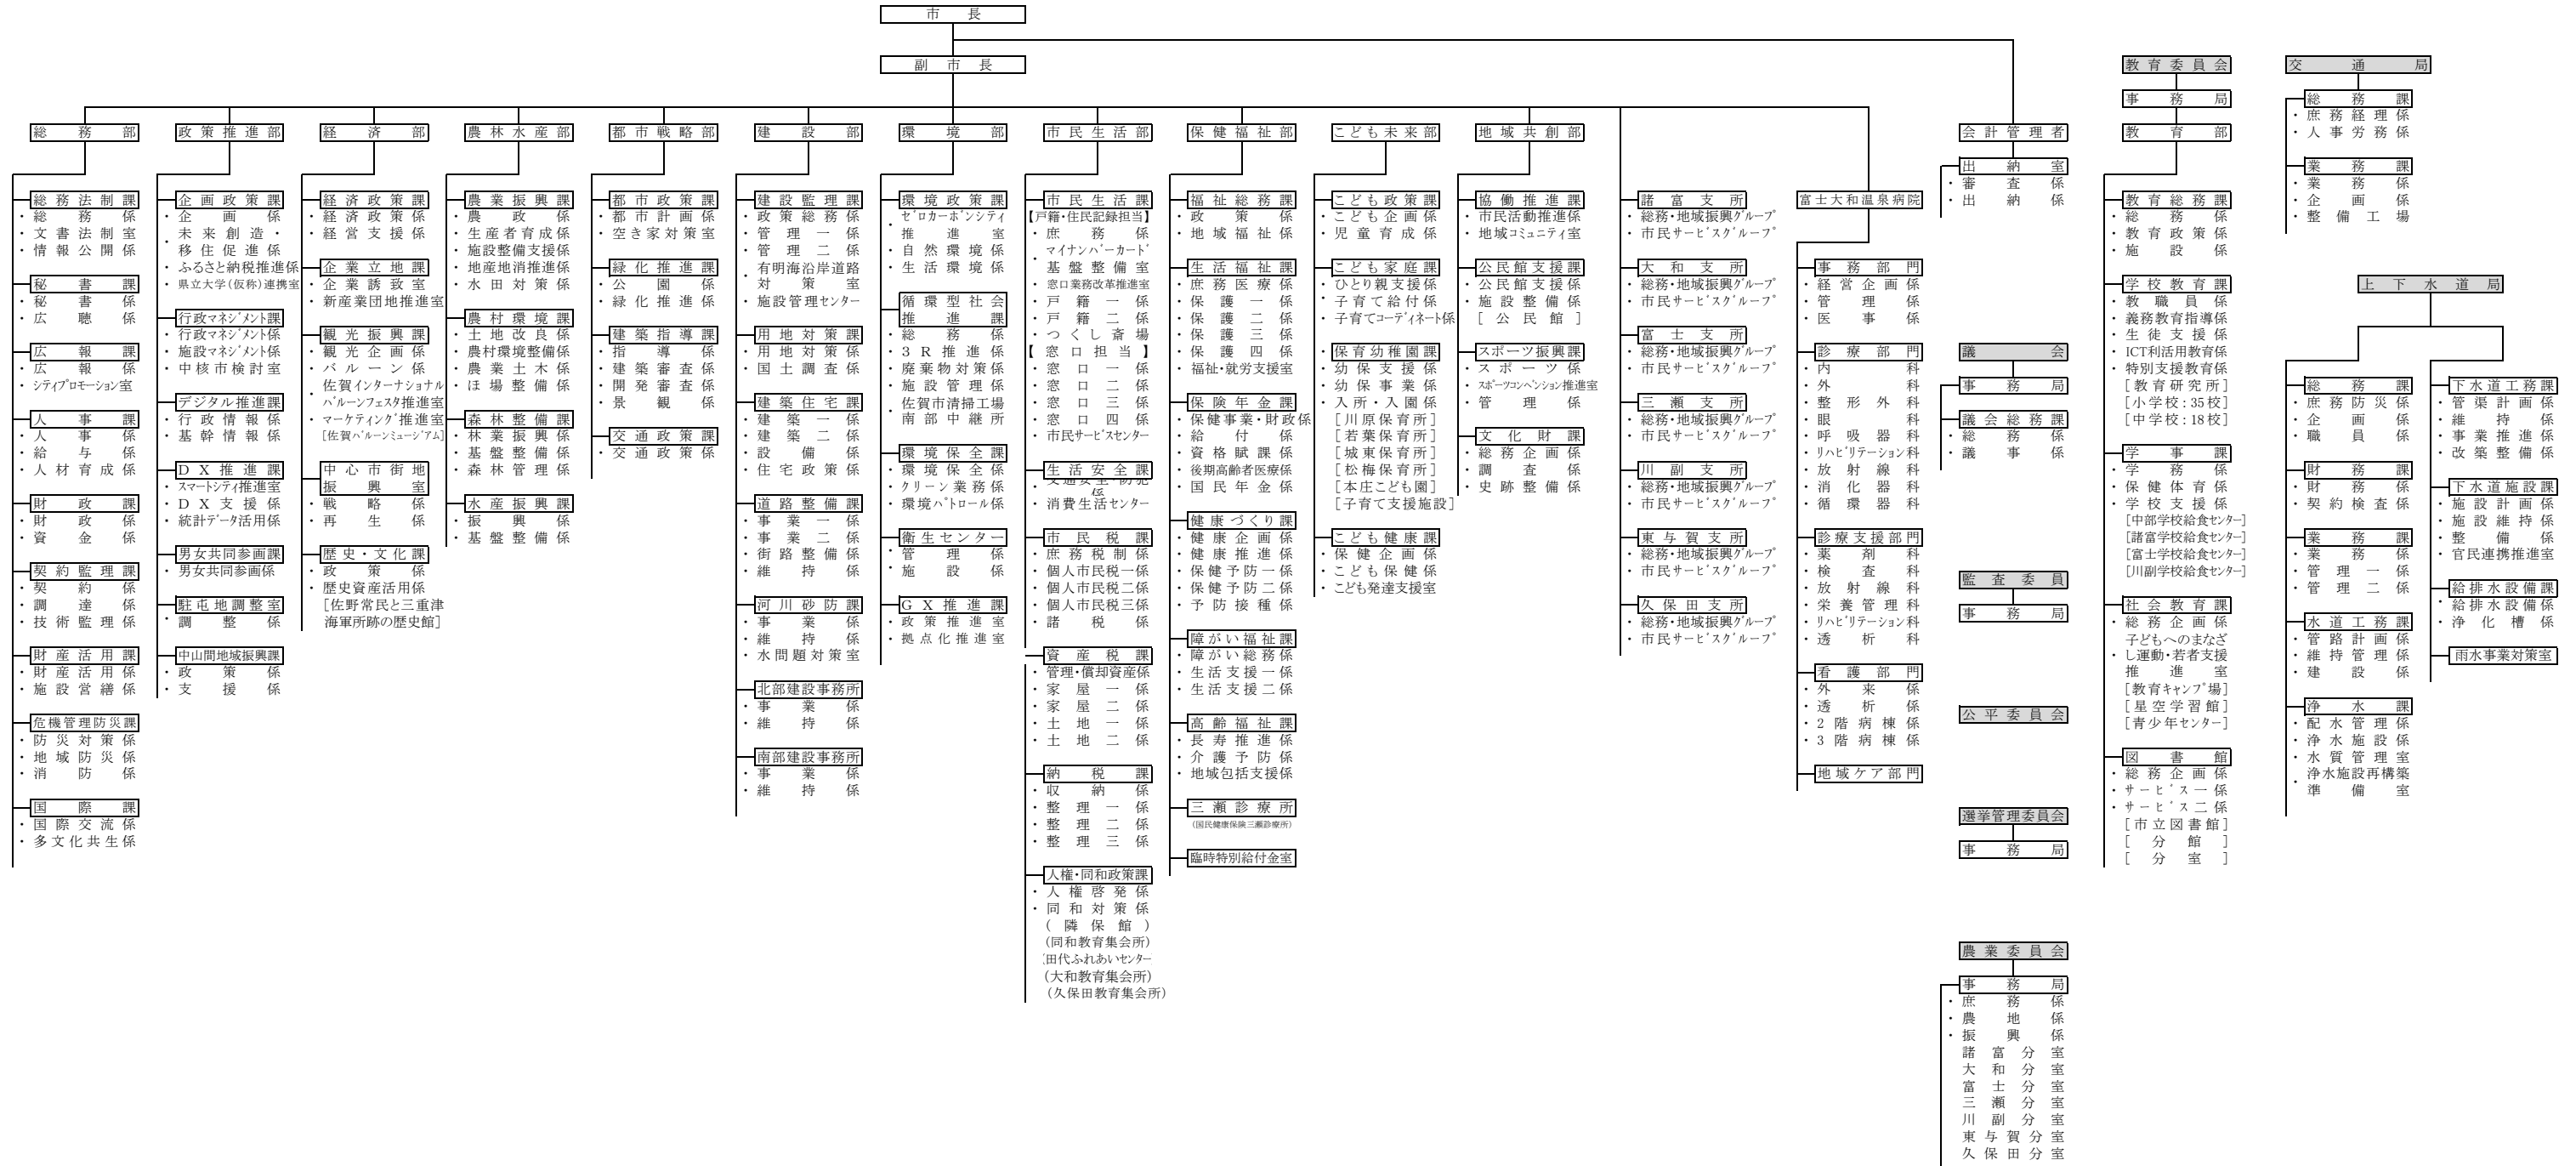 市長
副市長
総務部
総務法制課
・総務係
・文書法制室
・情報公開係
秘書課
・秘書係
・広聴係
広報課
・広報係
・シティプロモーション室
人事課
・人事係
・給与係
・人材育成係
財政課
・財政係
・資金係
契約監理課
・契約係
・調達係
・技術監理係
財産活用課
・財産活用係
・施設営繕係
危機管理防災課
・防災対策係
・地域防災係
・消防係
国際課
・国際交流係
・多文化共生係
政策推進部
企画政策課
・企画係
・未来創造・
移住促進係
・ふるさと納税推進係
・県立大学(仮称)連携室
行政マネジメント課
・行政マネジメント係
・施設マネジメント係
・中核市検討室
デジタル推進課
・行政情報係
・基幹情報係
DX推進課
・スマートシティ推進室
・DX支援係
・統計データ活用係
男女共同参画課
・男女共同参画係
駐屯地調整室
・調整係
中山間地域振興課
・政策係
・支援係
経済部
経済政策課
・経済政策係
・経営支援係
企業立地課
・企業誘致室
・新産業団地推進室
観光振興課
・観光企画係
・バルーン係
・佐賀インターナショナル
バルーンフェスタ推進室
・マーケティング推進室
[佐賀バルーンミュージアム]
中心市街地
振興室
・戦略係
・再生係
歴史・文化課
・政策係
・歴史資産活用係
[佐野常民と三重津
海軍所跡の歴史館]
農林水産部
農業振興課
・農政係
・生産者育成係
・施設整備支援係
・地産地消推進係
・水田対策係
農村環境課
・土地改良係
・農村環境整備係
・農業土木係
・ほ場整備係
森林整備課
・林業振興係
・基盤整備係
・森林管理係
水産振興課
・振興係
・基盤整備係
都市戦略部
都市政策課
・都市計画係
・空き家対策室
緑化推進課
・公園係
・緑化推進係
建築指導課
・指導係
・建築審査係
・開発審査係
・景観係
交通政策課
・交通政策係
建設部
建設監理課
・政策総務係
・管理一係
・管理二係
・有明海沿岸道路
対策室
・施設管理センター
用地対策課
・用地対策係
・国土調査係
建築住宅課
・建築一係
・建築二係
・設備係
・住宅政策係
道路整備課
・事業一係
・事業二係
・街路整備係
・維持係
河川砂防課
・事業係
・維持係
・水問題対策室
北部建設事務所
・事業係
・維持係
南部建設事務所
・事業係
・維持係
環境部
環境政策課
・ゼロカーボンシティ
推進室
・自然環境係
・生活環境係
循環型社会
推進課
・総務係
・3R推進係
・廃棄物対策係
・施設管理係
・佐賀市清掃工場
南部中継所
環境保全課
・環境保全係
・クリーン業務係
・環境パトロール係
衛生センター
・管理係
・施設係
GX推進課
・政策推進室
・拠点化推進室
市民生活部
市民生活課
【戸籍・住民記録担当】
・庶務係
・マイナンバーカード
基盤整備室
・窓口業務改革推進室
・戸籍一係
・戸籍二係
・つくし斎場
【窓口担当】
・窓口一係
・窓口二係
・窓口三係
・窓口四係
・市民サービスセンター
生活安全課
・交通安全・防犯
係
・消費生活センター
市民税課
・庶務税制係
・個人市民税一係
・個人市民税二係
・個人市民税三係
・諸税係
資産税課
・管理・償却資産係
・家屋一係
・家屋二係
・土地一係
・土地二係
納税課
・収納係
・整理一係
・整理二係
・整理三係
人権・同和政策課
・人権啓発係
・同和対策係
(隣保館)
(同和教育集会所)
(田代ふれあいセンター
(大和教育集会所)
(久保田教育集会所)
保健福祉部
福祉総務課
・政策係
・地域福祉係
生活福祉課
・庶務医療係
・保護一係
・保護二係
・保護三係
・保護四係
・福祉・就労支援室
保険年金課
・保健事業・財政係
・給付係
・資格賦課係
・後期高齢者医療係
・国民年金係
健康づくり課
・健康企画係
・健康推進係
・保健予防一係
・保健予防二係
・予防接種係
障がい福祉課
・障がい総務係
・生活支援一係
・生活支援二係
高齢福祉課
・長寿推進係
・介護予防係
・地域包括支援係
三瀬診療所
(国民健康保険三瀬診療所)
臨時特別給付金室
こども未来部
こども政策課
・こども企画係
・児童育成係
こども家庭課
・ひとり親支援係
・子育て給付係
・子育てコーディネート係
保育幼稚園課
・幼保支援係
・幼保事業係
・入所・入園係
[川原保育所]
[若葉保育所]
[城東保育所]
[松梅保育所]
[本庄こども園]
[子育て支援施設]
こども健康課
・保健企画係
・こども保健係
・こども発達支援室
地域共創部
協働推進課
・市民活動推進係
・地域コミュニティ室
公民館支援課
・公民館支援係
・施設整備係
[公民館]
スポーツ振興課
・スポーツ係
・スポーツコンベンション推進室
・管理係
文化財課
・総務企画係
・調査係
・史跡整備係
諸富支所
・総務・地域振興グループ
・市民サービスグループ
大和支所
・総務・地域振興グループ
・市民サービスグループ
富士支所
・総務・地域振興グループ
・市民サービスグループ
三瀬支所
・総務・地域振興グループ
・市民サービスグループ
川副支所
・総務・地域振興グループ
・市民サービスグループ
東与賀支所
・総務・地域振興グループ
・市民サービスグループ
久保田支所
・総務・地域振興グループ
・市民サービスグループ
富士大和温泉病院
事務部門
・経営企画係
・管理係
・医事係
診療部門
・内科
・外科
・整形外科
・眼科
・呼吸器科
・リハビリテーション科
・放射線科
・消化器科
・循環器科
診療支援部門
・薬剤科
・検査科
・放射線科
・栄養管理科
・リハビリテーション科
・透析科
看護部門
・外来係
・透析係
・2階病棟係
・3階病棟係
地域ケア部門
会計管理者
出納室
・審査係
・出納係
議会
事務局
議会総務課
・総務係
・議事係
監査委員
事務局
公平委員会
選挙管理委員会
事務局
農業委員会
事務局
・庶務係
・農地係
・振興係
諸富分室
大和分室
富士分室
三瀬分室
川副分室
東与賀分室
久保田分室
教育委員会
事務局
教育部
教育総務課
・総務係
・教育政策係
・施設係
学校教育課
・教職員係
・義務教育指導係
・生徒支援係
・ICT利活用教育係
・特別支援教育係
[教育研究所]
[小学校:35校]
[中学校:18校]
学事課
・学務係
・保健体育係
・学校支援係
[中部学校給食センター]
[諸富学校給食センター]
[富士学校給食センター]
[川副学校給食センター]
社会教育課
・総務企画係
子どもへのまなざ
・し運動・若者支援
推進室
[教育キャンプ場]
[星空学習館]
[青少年センター]
図書館
・総務企画係
・サービス一係
・サービス二係
[市立図書館]
[分館]
[分室]
交通局
総務課
・庶務経理係
・人事労務係
業務課
・業務係
・企画係
・整備工場
上下水道局
総務課
・庶務防災係
・企画係
・職員係
財務課
・財務係
・契約検査係
業務課
・業務係
・管理一係
・管理二係
水道工務課
・管路計画係
・維持管理係
・建設係
浄水課
・配水管理係
・浄水施設係
・水質管理室
・浄水施設再構築
準備室
下水道工務課
・管渠計画係
・維持係
・事業推進係
・改築整備係
下水道施設課
・施設計画係
・施設維持係
・整備係
・官民連携推進室
給排水設備課
・給排水設備係
・浄化槽係
雨水事業対策室